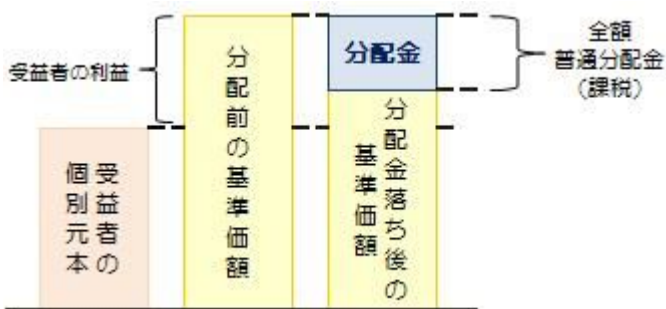 受益者の利益
受益者の
個別元本
分配前の基準価額
分配金
分配金落ち後の
基準価額
全額
普通分配金
(課税)